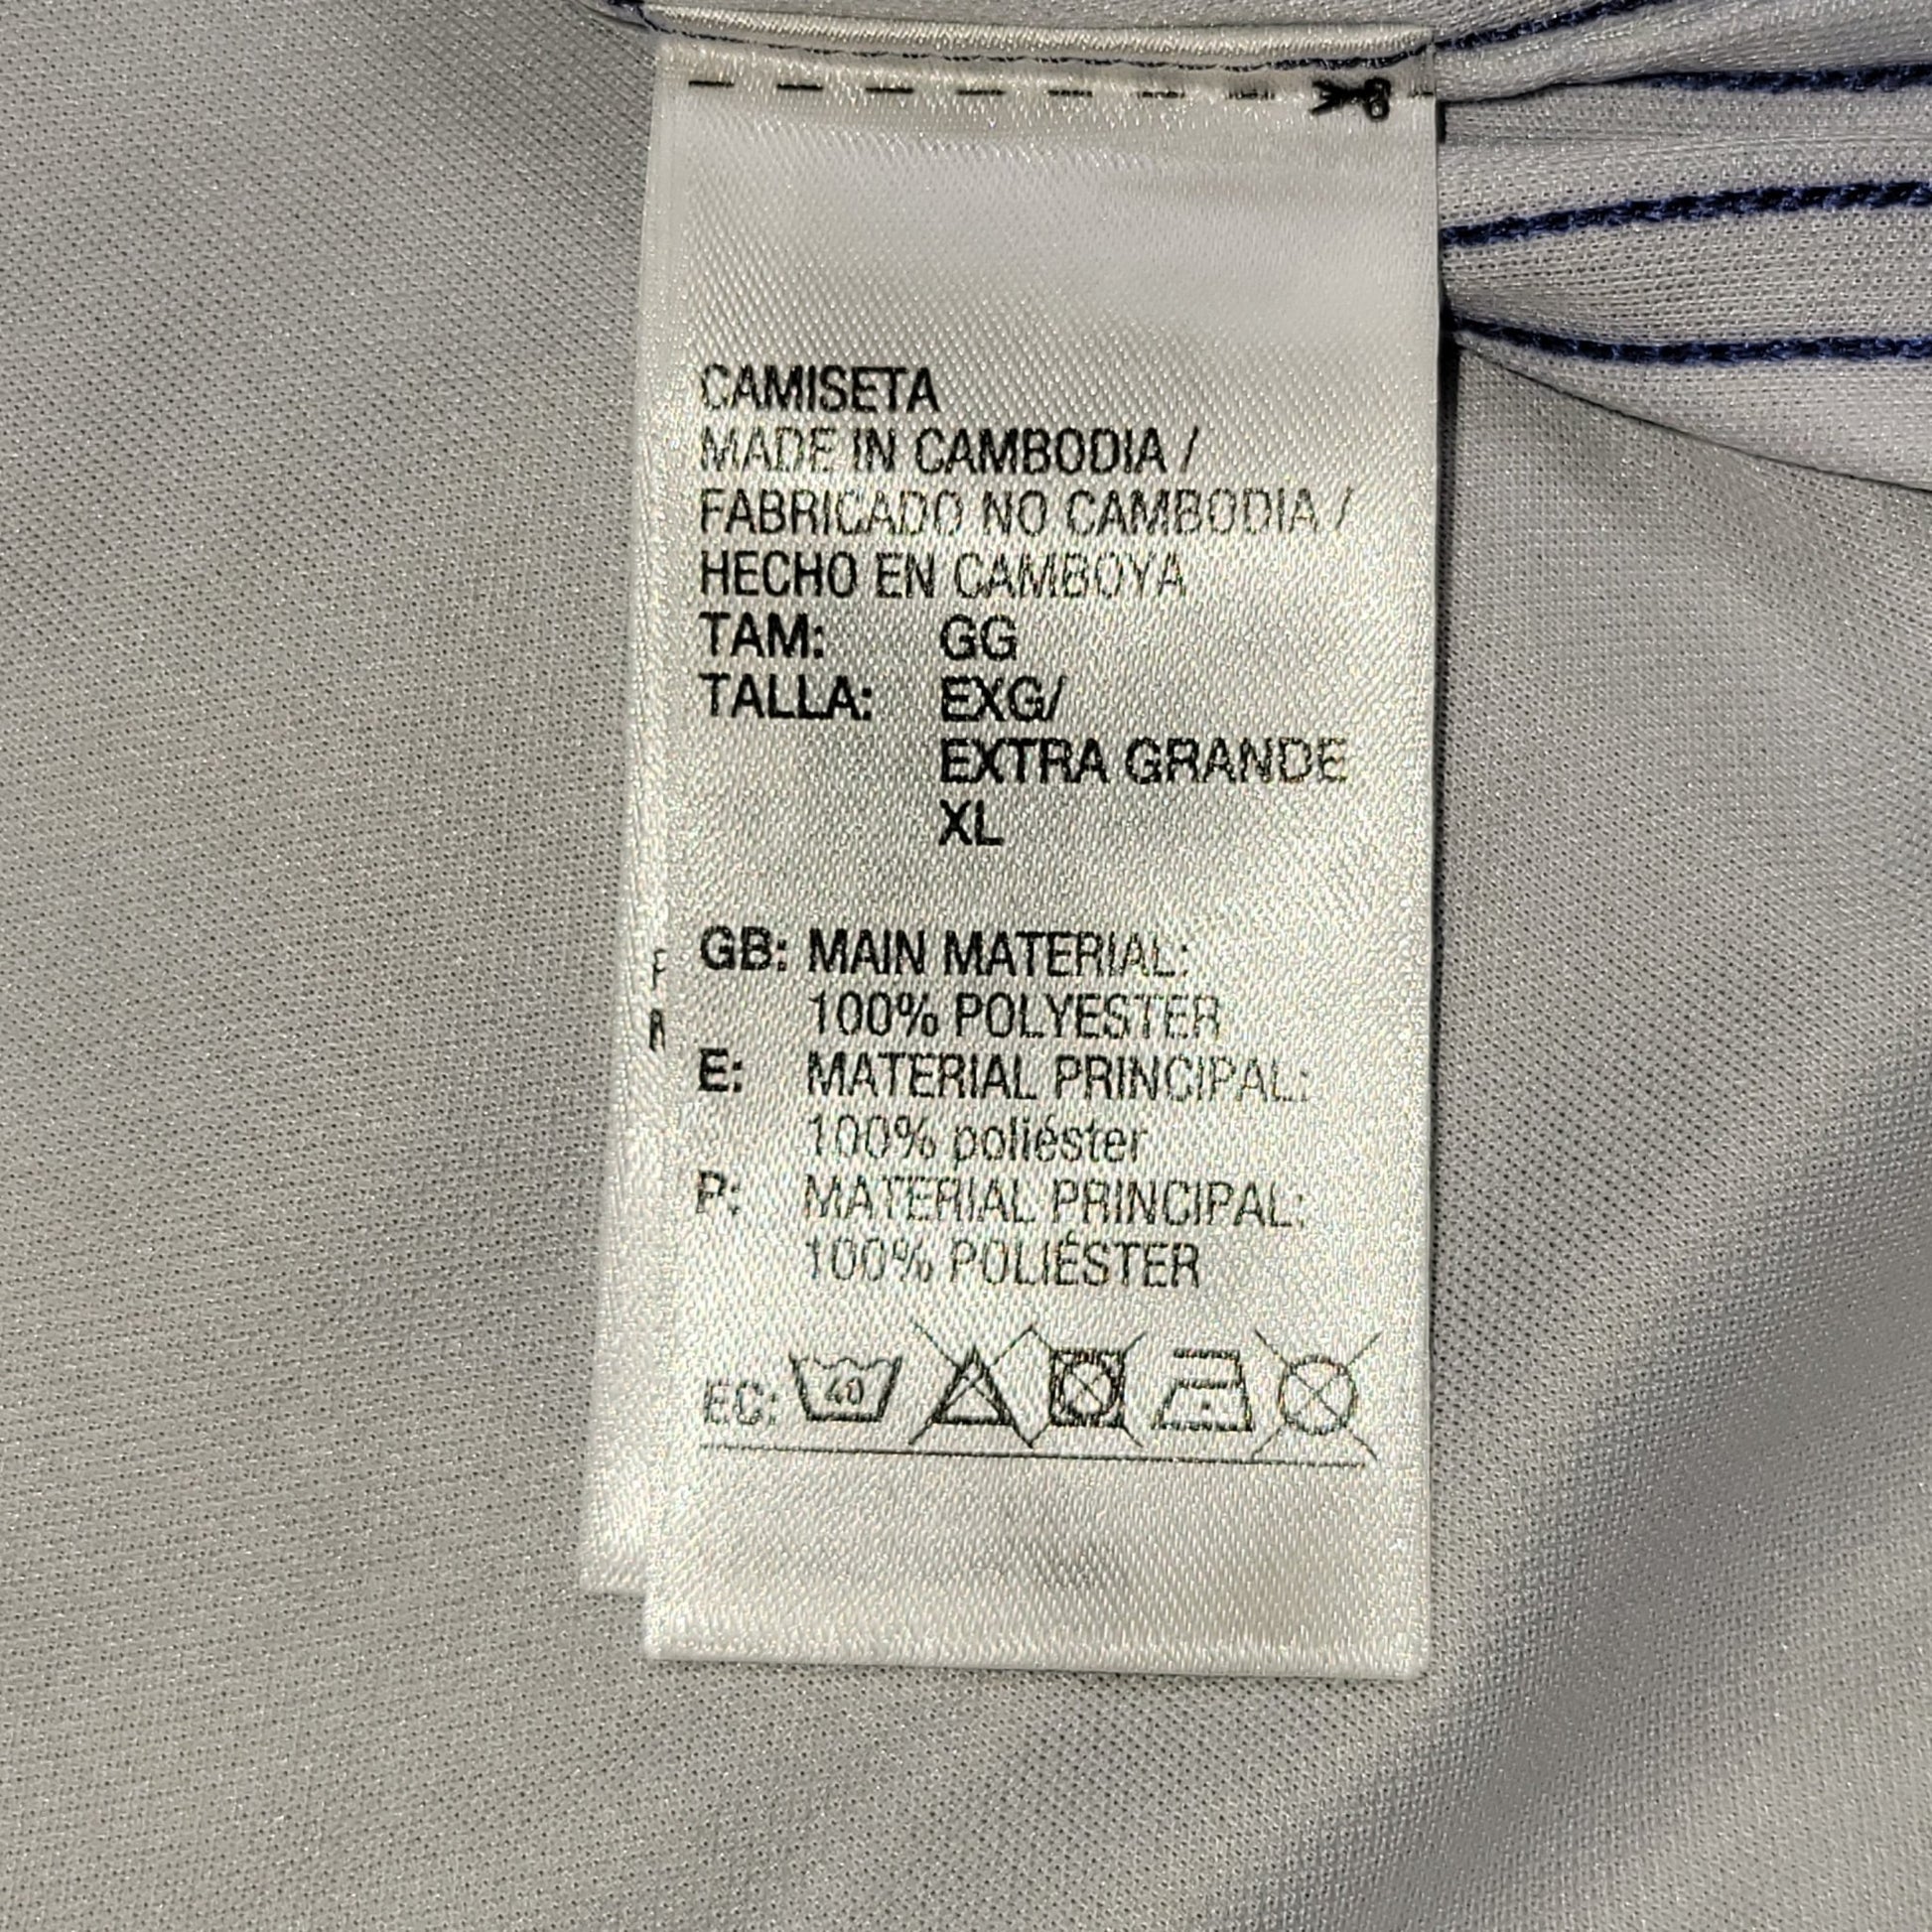 CAMISETA
MADE IN CAMBODIA /
FABRICADO NO CAMBODIA /
HECHO EN CAMBOYA
TAM: GG
TALLA: EXG/
EXTRA GRANDE
XL
GB: MAIN MATERIAL:
100% POLYESTER
E: MATERIAL PRINCIPAL:
100% poliéster
P: MATERIAL PRINCIPAL:
100% POLIÉSTER
EC: 40